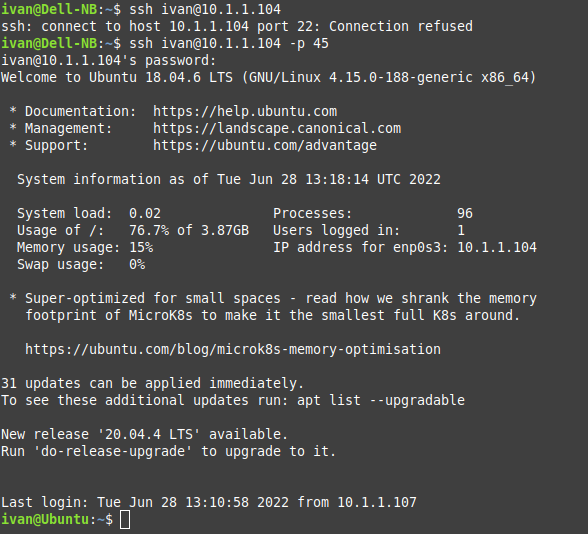 ivan@Dell-NB:~$ ssh ivan@10.1.1.104
ssh: connect to host 10.1.1.104 port 22: Connection refused
ivan@Dell-NB:~$ ssh ivan@10.1.1.104 -p 45
ivan@10.1.1.104's password:
Welcome to Ubuntu 18.04.6 LTS (GNU/Linux 4.15.0-188-generic x86_64)

 * Documentation:  https://help.ubuntu.com
 * Management:     https://landscape.canonical.com
 * Support:        https://ubuntu.com/advantage

  System information as of Tue Jun 28 13:18:14 UTC 2022

  System load:  0.02              Processes:             96
  Usage of /:   76.7% of 3.87GB   Users logged in:       1
  Memory usage: 15%               IP address for enp0s3: 10.1.1.104
  Swap usage:   0%

 * Super-optimized for small spaces - read how we shrank the memory
   footprint of MicroK8s to make it the smallest full K8s around.

   https://ubuntu.com/blog/microk8s-memory-optimisation

31 updates can be applied immediately.
To see these additional updates run: apt list --upgradable

New release '20.04.4 LTS' available.
Run 'do-release-upgrade' to upgrade to it.


Last login: Tue Jun 28 13:10:58 2022 from 10.1.1.107
ivan@Ubuntu:~$